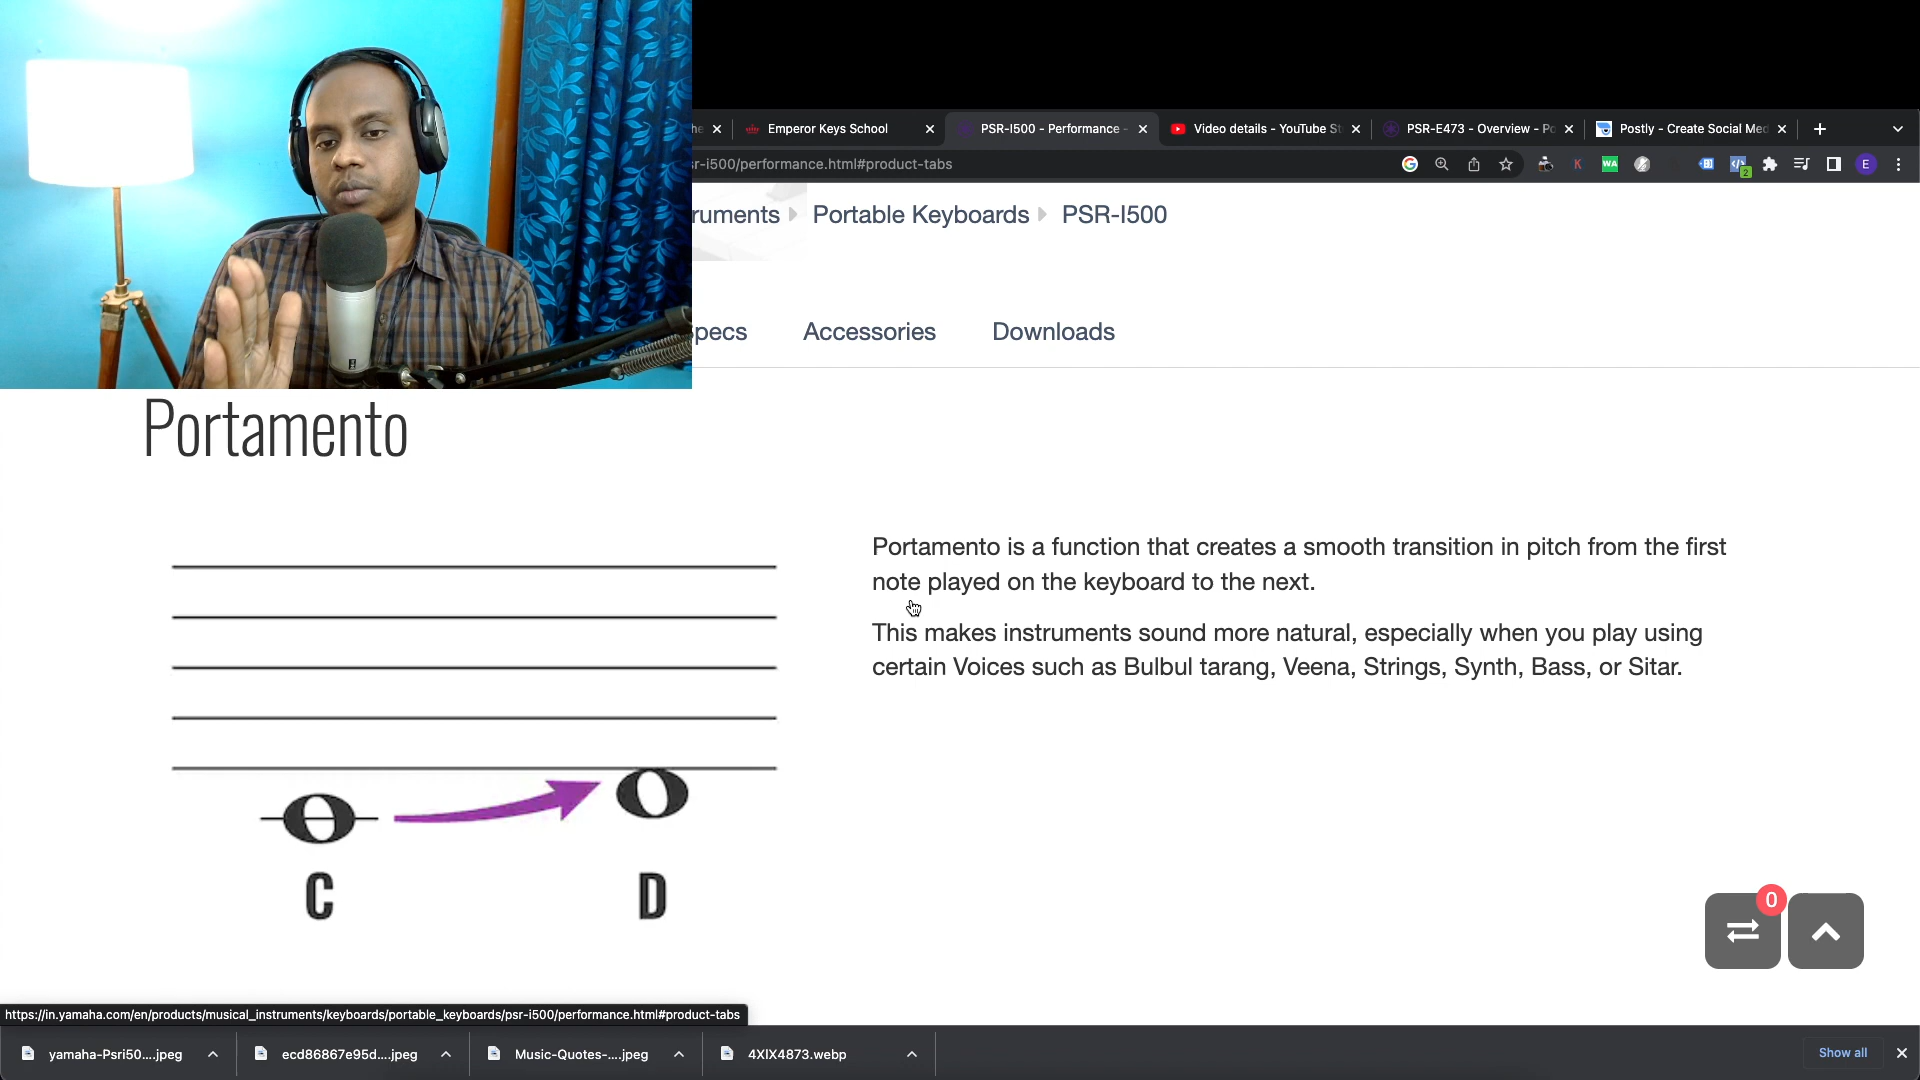 Emperor Keys School
PSR-I500 - Performance -
Video details - YouTube
PSR-E473 - Overview -
Postly - Create Social
-i500/performance.html#product-tabs
K
WA
2
E
Portable Keyboards
PSR-I500
Accessories
Downloads
Portamento
Portamento is a function that creates a smooth transition in pitch from the first
note played on the keyboard to the next.
This makes instruments sound more natural, especially when you play using
certain Voices such as Bulbul tarang, Veena, Strings, Synth, Bass, or Sitar.
C
D
0
https://in.yamaha.com/en/products/musical_instruments/keyboards/portable_keyboards/psr-i500/performance.html#product-tabs
yamaha-Psri50....jpeg
ecd86867e95d....jpeg
Music-Quotes-....jpeg
4XIX4873.webp
Show all